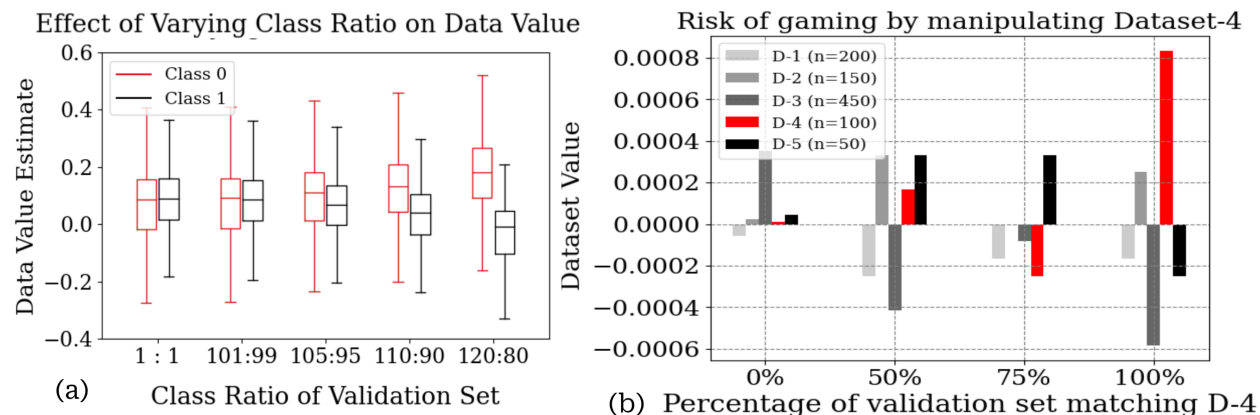 Effect of Varying Class Ratio on Data Value
0.6
0.4
0.2
0.0
−0.2
−0.4
Data Value Estimate
Class 0
Class 1
1 : 1
101:99
105:95
110:90
120:80
(a)
Class Ratio of Validation Set
Risk of gaming by manipulating Dataset-4
0.0008
0.0006
0.0004
0.0002
0.0000
−0.0002
−0.0004
−0.0006
Dataset Value
D-1 (n=200)
D-2 (n=150)
D-3 (n=450)
D-4 (n=100)
D-5 (n=50)
0%
50%
75%
100%
(b)
Percentage of validation set matching D-4